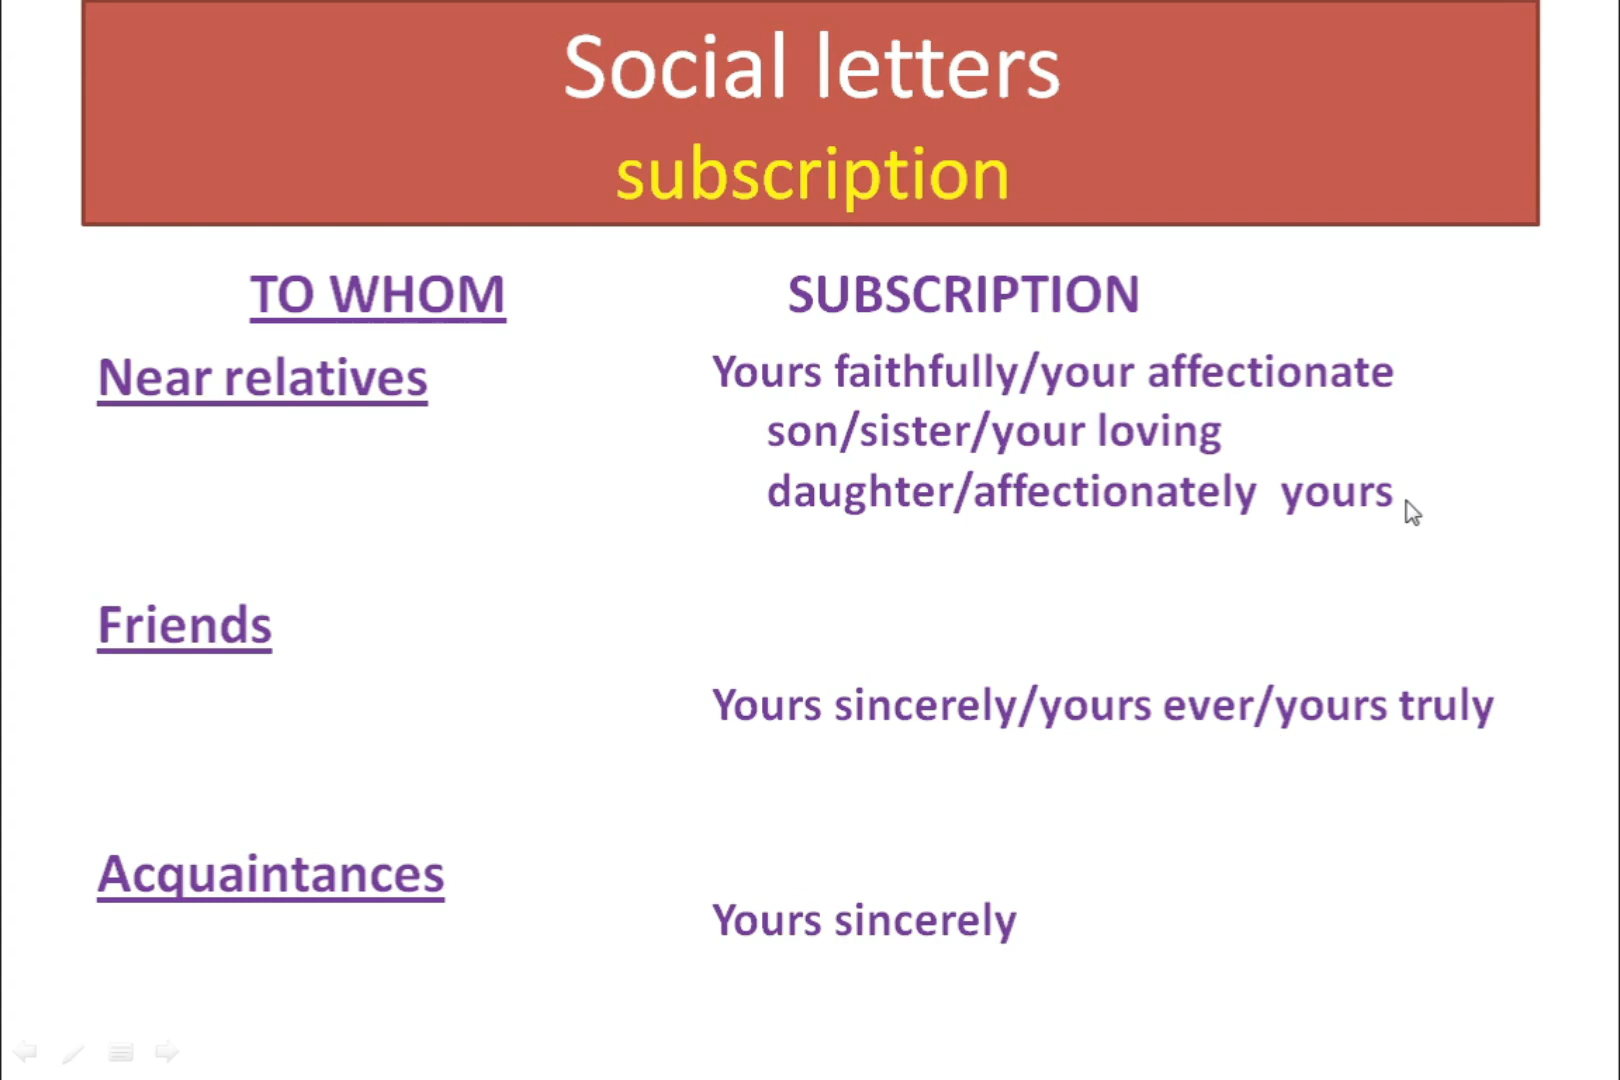 Social letters
subscription
TO WHOM SUBSCRIPTION
Near relatives Yours faithfully/your affectionate
son/sister/your loving
daughter/affectionately yours
Friends
Yours sincerely/yours ever/yours truly
Acquaintances
Yours sincerely